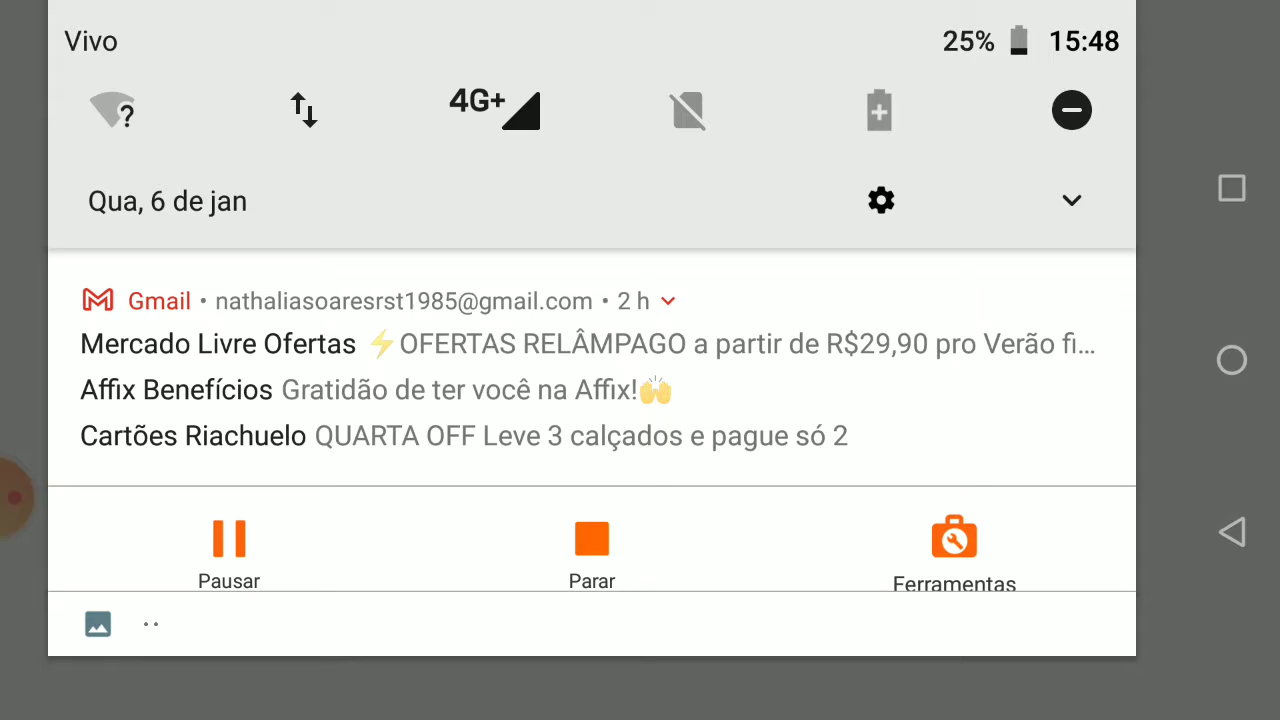 Vivo 25% 15:48
? 4G+
Qua, 6 de jan
Gmail • nathaliasoaresrst1985@gmail.com • 2 h
Mercado Livre Ofertas ⚡OFERTAS RELÂMPAGO a partir de R$29,90 pro Verão fi...
Affix Benefícios Gratidão de ter você na Affix!🙌
Cartões Riachuelo QUARTA OFF Leve 3 calçados e pague só 2
Pausar Parar Ferramentas